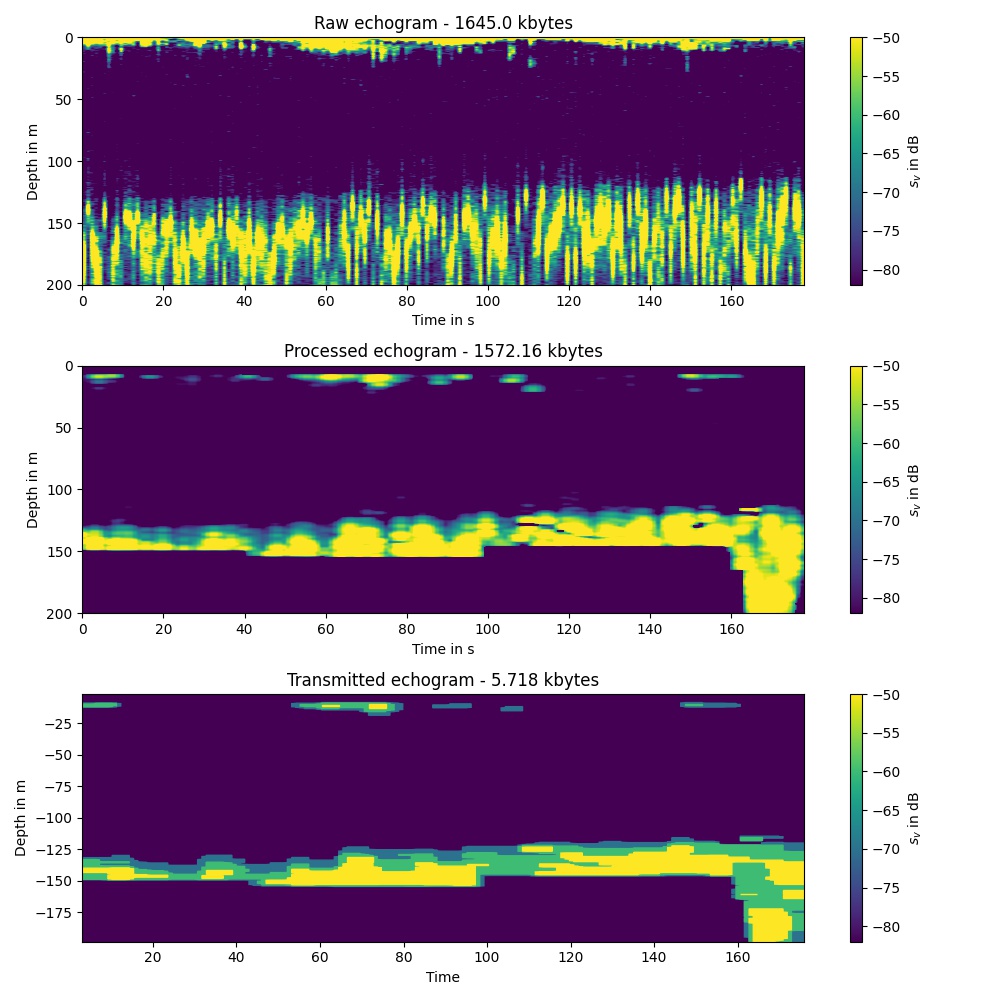 Raw echogram - 1645.0 kbytes
0
50
100
150
200
Depth in m
0 20 40 60 80 100 120 140 160
Time in s
−50
−55
−60
−65
−70
−75
−80
sv in dB
Processed echogram - 1572.16 kbytes
0
50
100
150
200
Depth in m
0 20 40 60 80 100 120 140 160
Time in s
−50
−55
−60
−65
−70
−75
−80
sv in dB
Transmitted echogram - 5.718 kbytes
−25
−50
−75
−100
−125
−150
−175
Depth in m
20 40 60 80 100 120 140 160
Time
−50
−55
−60
−65
−70
−75
−80
sv in dB